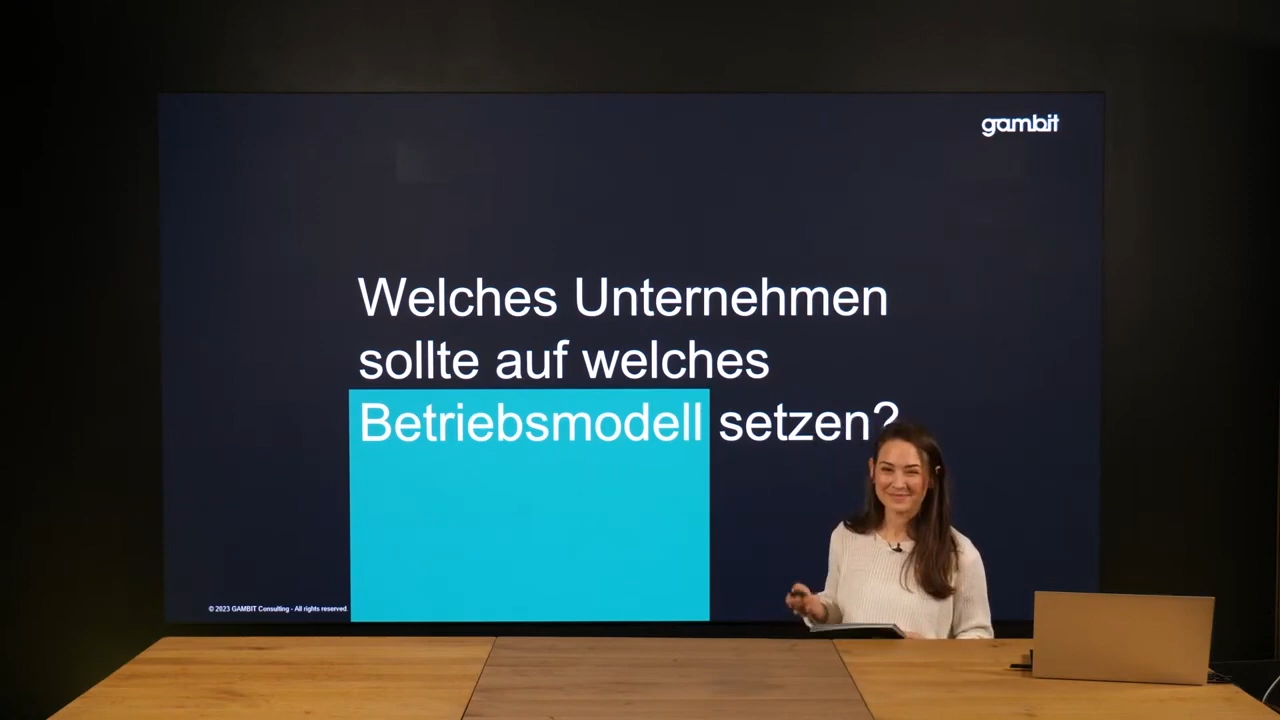 gambit
Welches Unternehmen
sollte auf welches
Betriebsmodell setzen?
© 2023 GAMBIT Consulting - All rights reserved.